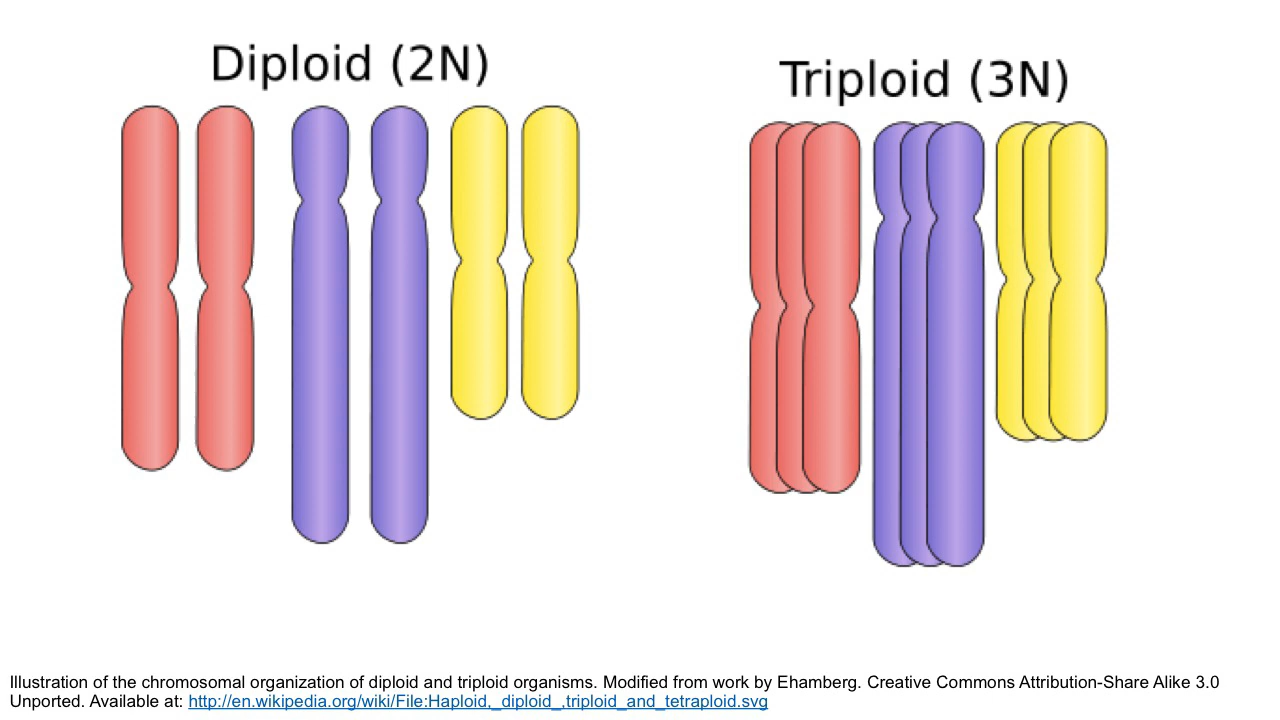 Diploid (2N)
Triploid (3N)
Illustration of the chromosomal organization of diploid and triploid organisms. Modified from work by Ehamberg. Creative Commons Attribution-Share Alike 3.0
Unported. Available at: http://en.wikipedia.org/wiki/File:Haploid,_diploid_,triploid_and_tetraploid.svg